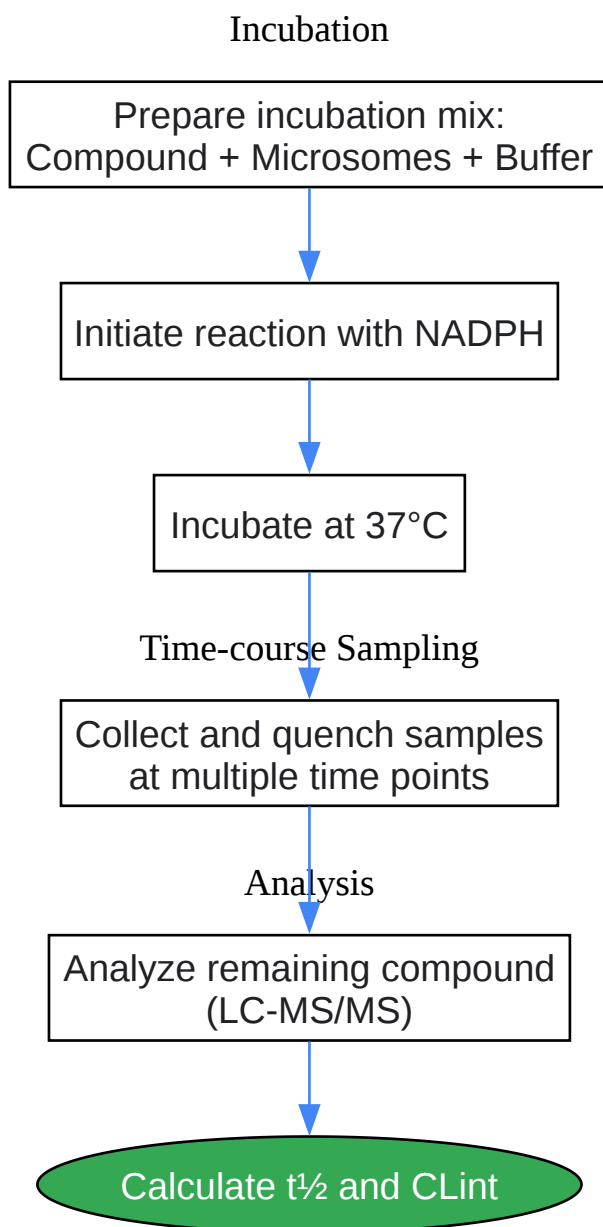 Incubation
Prepare incubation mix:
Compound + Microsomes + Buffer
Initiate reaction with NADPH
Incubate at 37°C
Time-course Sampling
Collect and quench samples
at multiple time points
Analysis
Analyze remaining compound
(LC-MS/MS)
Calculate t½ and CLint